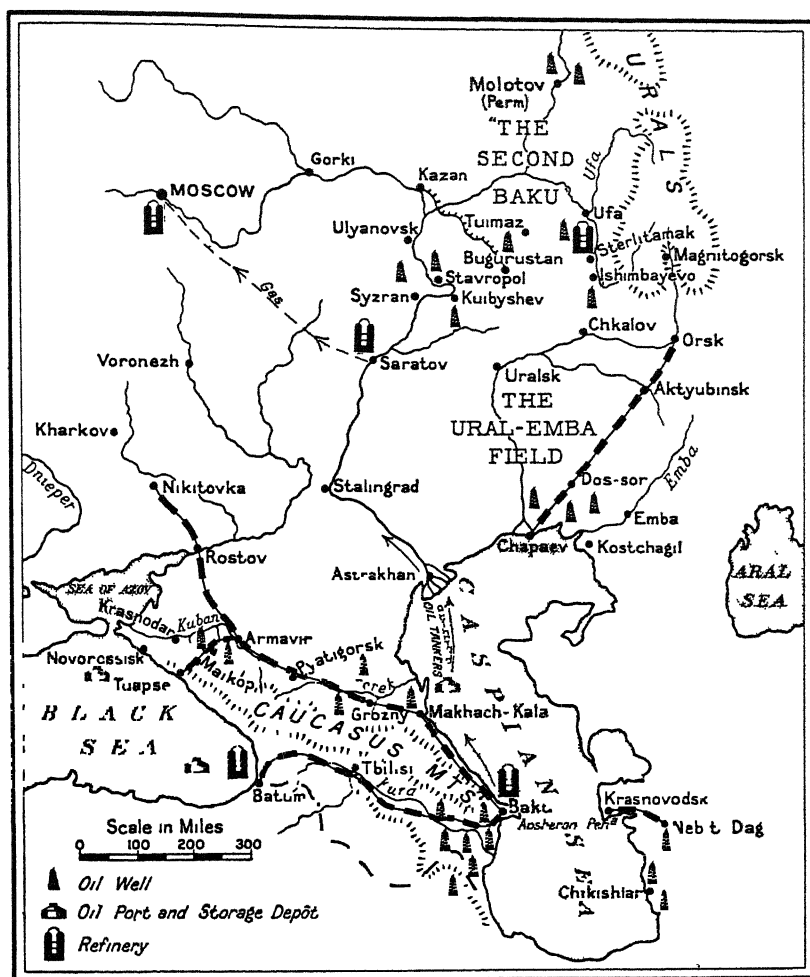 Molotov
(Perm)
URALS
"THE
SECOND
BAKU
Ufa
Gorki
Kazan
MOSCOW
Ufa
Ulyanovsk
Tuimaz
Sterlitamak
Magnitogorsk
Bugurustan
Ishimbayevo
Stavropol
Syzran
Kuibyshev
Gas
Chkalov
Orsk
Saratov
Voronezh
Uralsk
Aktyubinsk
THE
URAL-EMBA
FIELD
Kharkov
Dnieper
Nikitovka
Stalingrad
Dos-sor
Emba
Emba
Chapaev
Kostchagil
Rostov
Astrakhan
ARAL
SEA
SEA OF AZOV
Krasnodar
Kuban
OIL TANKERS
CASPIAN
SEA
Armavir
Novorossisk
Maikop
Pyatigorsk
Tuapse
Terek
Grozny
Makhach-Kala
BLACK
SEA
CAUCASUS MTS
Tbilisi
Kura
Batum
Baku
Apsheron Pena
Krasnovodsk
Nebit Dag
Chikishlar
Scale in Miles
0 100 200 300
Oil Well
Oil Port and Storage Depôt
Refinery